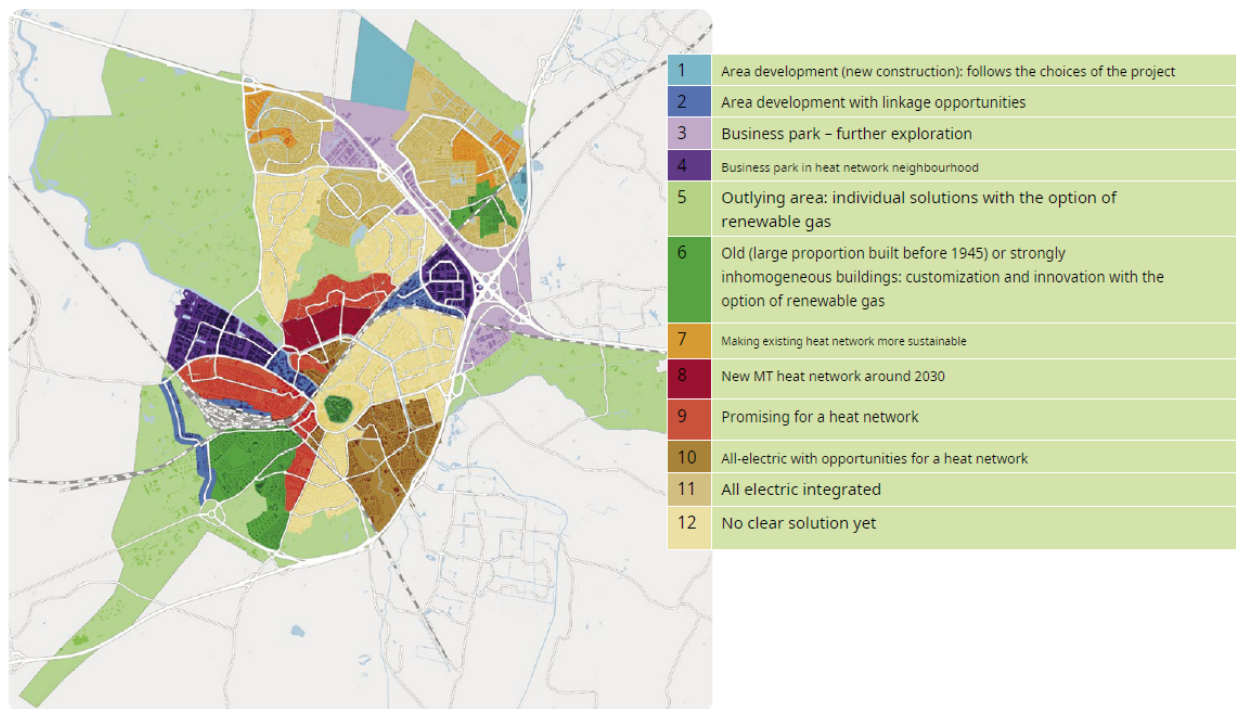 1 Area development (new construction): follows the choices of the project
2 Area development with linkage opportunities
3 Business park – further exploration
4 Business park in heat network neighbourhood
5 Outlying area: individual solutions with the option of
renewable gas
6 Old (large proportion built before 1945) or strongly
inhomogeneous buildings: customization and innovation with the
option of renewable gas
7 Making existing heat network more sustainable
8 New MT heat network around 2030
9 Promising for a heat network
10 All-electric with opportunities for a heat network
11 All electric integrated
12 No clear solution yet